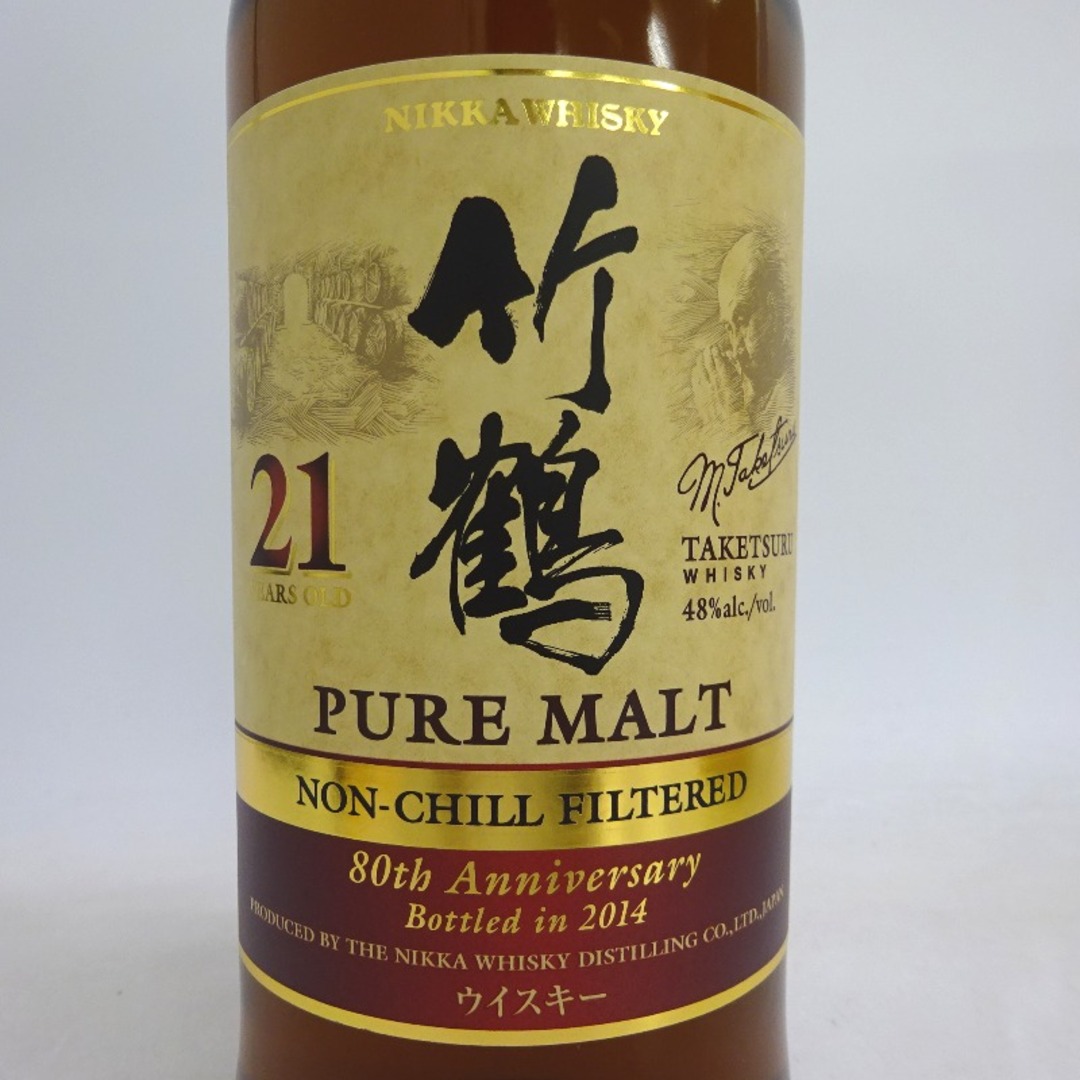 NIKKA WHISKY
竹鶴
21
YEARS OLD
M. Taketsuru
TAKETSURU
WHISKY
48%alc./vol.
PURE MALT
NON-CHILL FILTERED
80th Anniversary
Bottled in 2014
PRODUCED BY THE NIKKA WHISKY DISTILLING CO.,LTD.,JAPAN
ウイスキー